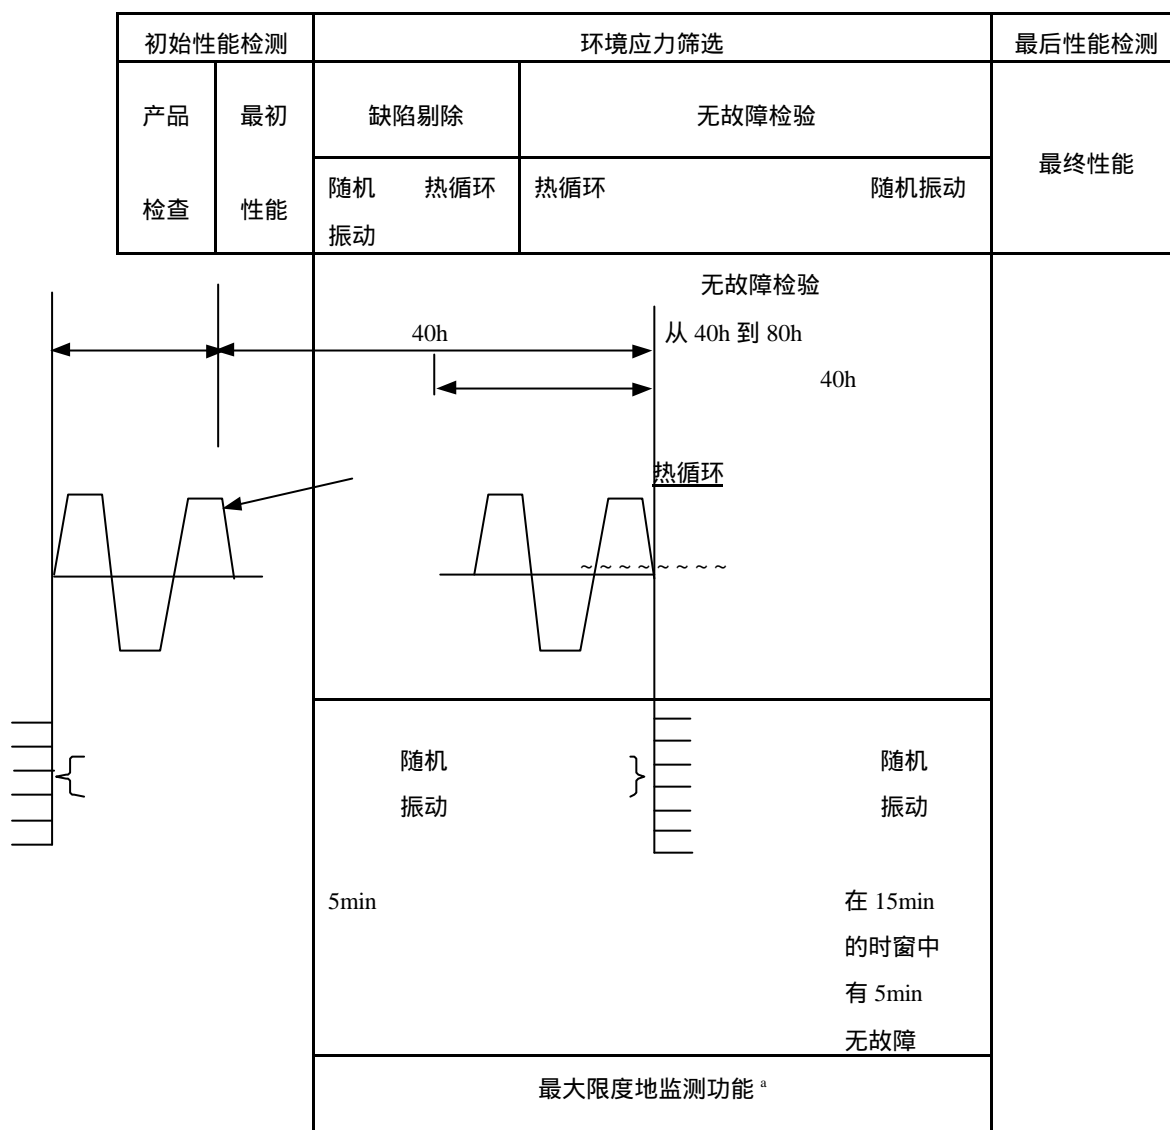 初始性能检测 环境应力筛选 最后性能检测
产品 最初 缺陷剔除 无故障检验
最终性能
检查 性能 随机 热循环 热循环 随机振动
振动
无故障检验
40h 从 40h 到 80h
40h
热循环
~ ~ ~ ~ ~ ~ ~ ~
随机 随机
振动 振动
5min 在 15min
的时窗中
有 5min
无故障
最大限度地监测功能 a